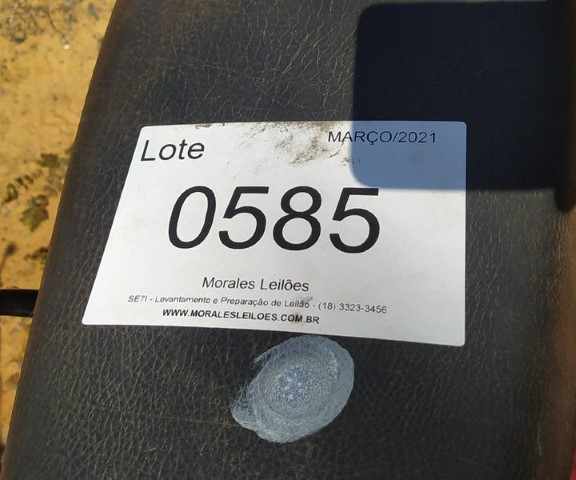 Lote
MARÇO/2021
0585
Morales Leilões
SE7I - Levantamento e Preparação de Leilão - (18) 3323-3456
WWW.MORALESLEILOES.COM.BR